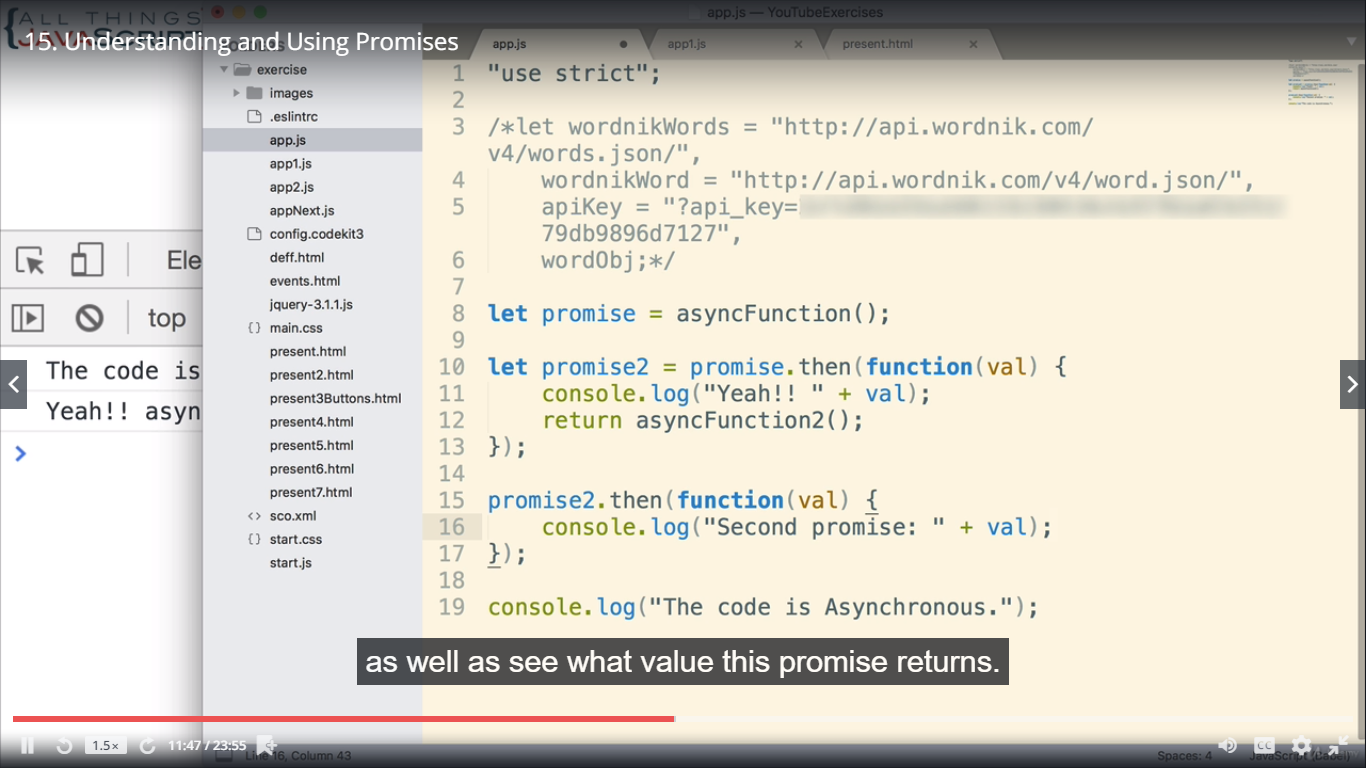 {ALL THINGS
JAVASCRIPT
15. Understanding and Using Promises
app.js — YouTubeExercises
app.js
app1.js
present.html
exercise
images
.eslintrc
app.js
app1.js
app2.js
appNext.js
config.codekit3
deff.html
events.html
jquery-3.1.1.js
main.css
present.html
present2.html
present3Buttons.html
present4.html
present5.html
present6.html
present7.html
sco.xml
start.css
start.js
Ele
top
The code is
Yeah!! asyn
1 "use strict";
2
3 /*let wordnikWords = "http://api.wordnik.com/
v4/words.json/",
4 wordnikWord = "http://api.wordnik.com/v4/word.json/",
5 apiKey = "?api_key=
79db9896d7127",
6 wordObj;*/
7
8 let promise = asyncFunction();
9
10 let promise2 = promise.then(function(val) {
11 console.log("Yeah!! " + val);
12 return asyncFunction2();
13 });
14
15 promise2.then(function(val) {
16 console.log("Second promise: " + val);
17 });
18
19 console.log("The code is Asynchronous.");
as well as see what value this promise returns.
1.5×
11:47 / 23:55
Line 16, Column 43
CC
Spaces: 4
JavaScript (Babel)